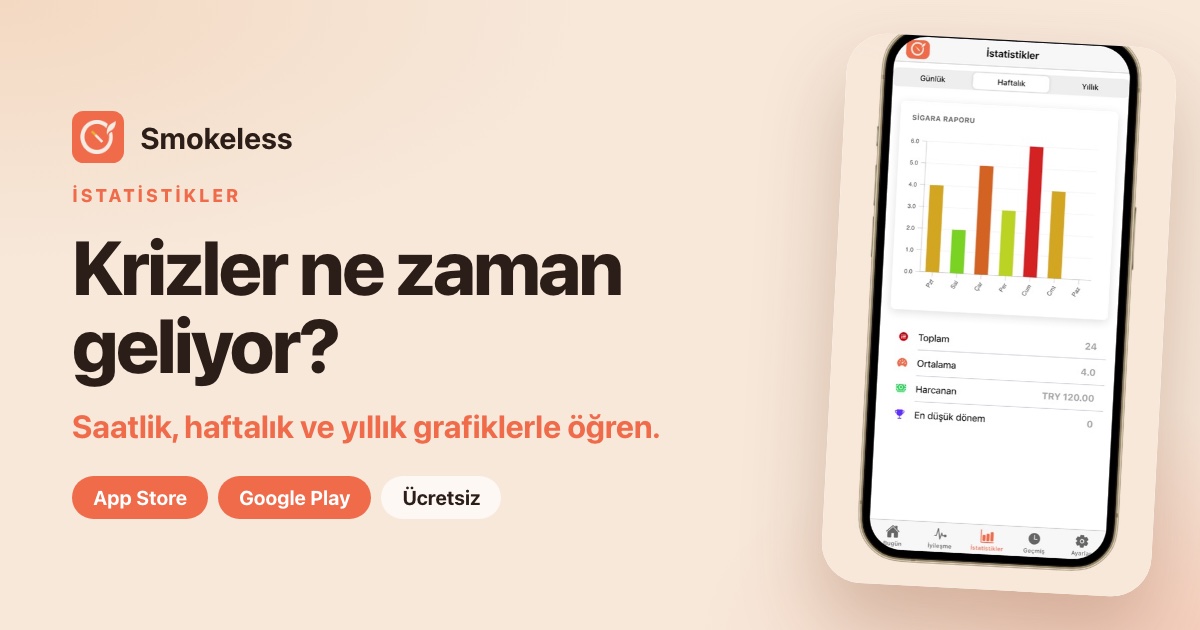 Smokeless
İSTATİSTİKLER
Krizler ne zaman
geliyor?
Saatlik, haftalık ve yıllık grafiklerle öğren.
App Store
Google Play
Ücretsiz
İstatistikler
Günlük
Haftalık
Yıllık
SİGARA RAPORU
6.0
5.0
4.0
3.0
2.0
1.0
0.0
Pzt
Sal
Çar
Per
Cum
Cmt
Paz
Toplam 24
Ortalama 4.0
Harcanan TRY 120.00
En düşük dönem 0
Bugün
İyileşme
İstatistikler
Geçmiş
Ayarlar